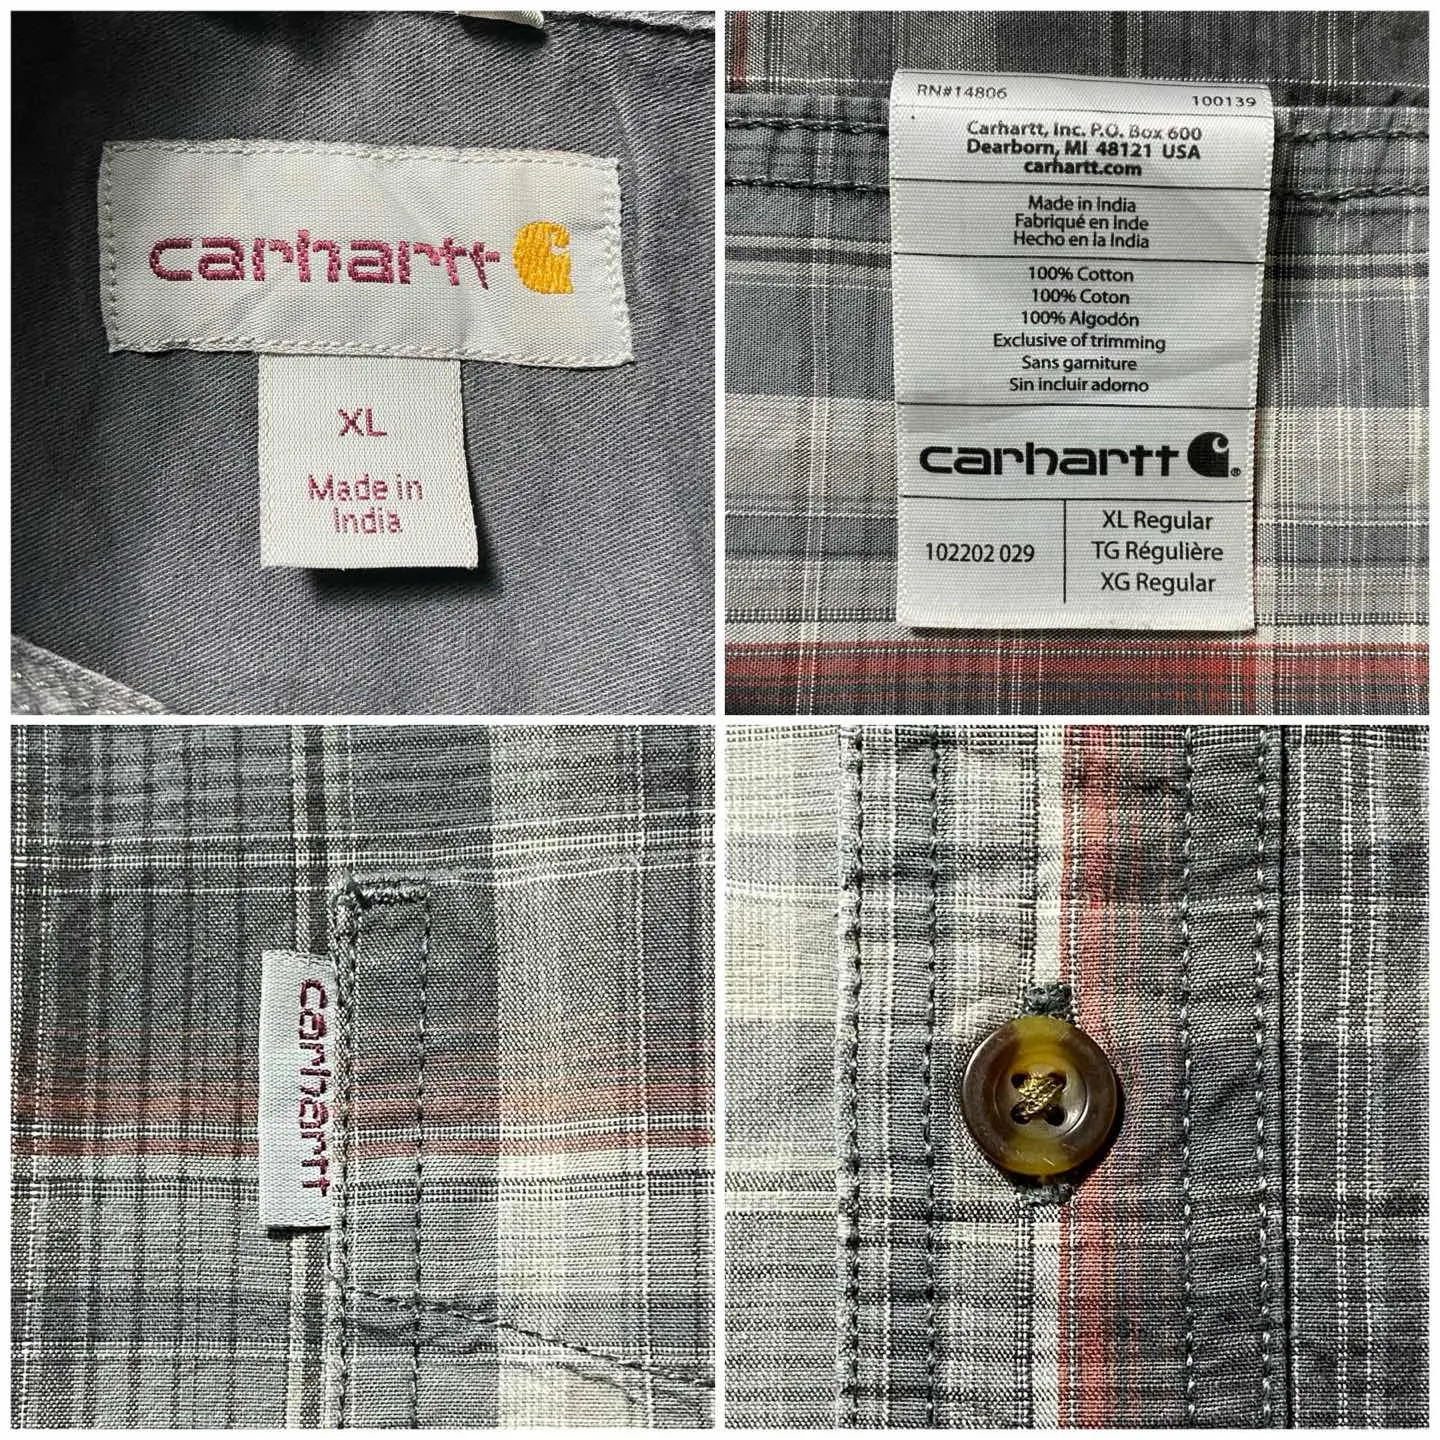 carhartt
XL
Made in
India
RN#14806
100139
Carhartt, Inc. P.O. Box 600
Dearborn, MI 48121 USA
carhartt.com
Made in India
Fabriqué en Inde
Hecho en la India
100% Cotton
100% Coton
100% Algodón
Exclusive of trimming
Sans garniture
Sin incluir adorno
carhartt®
102202 029
XL Regular
TG Régulière
XG Regular
carhartt